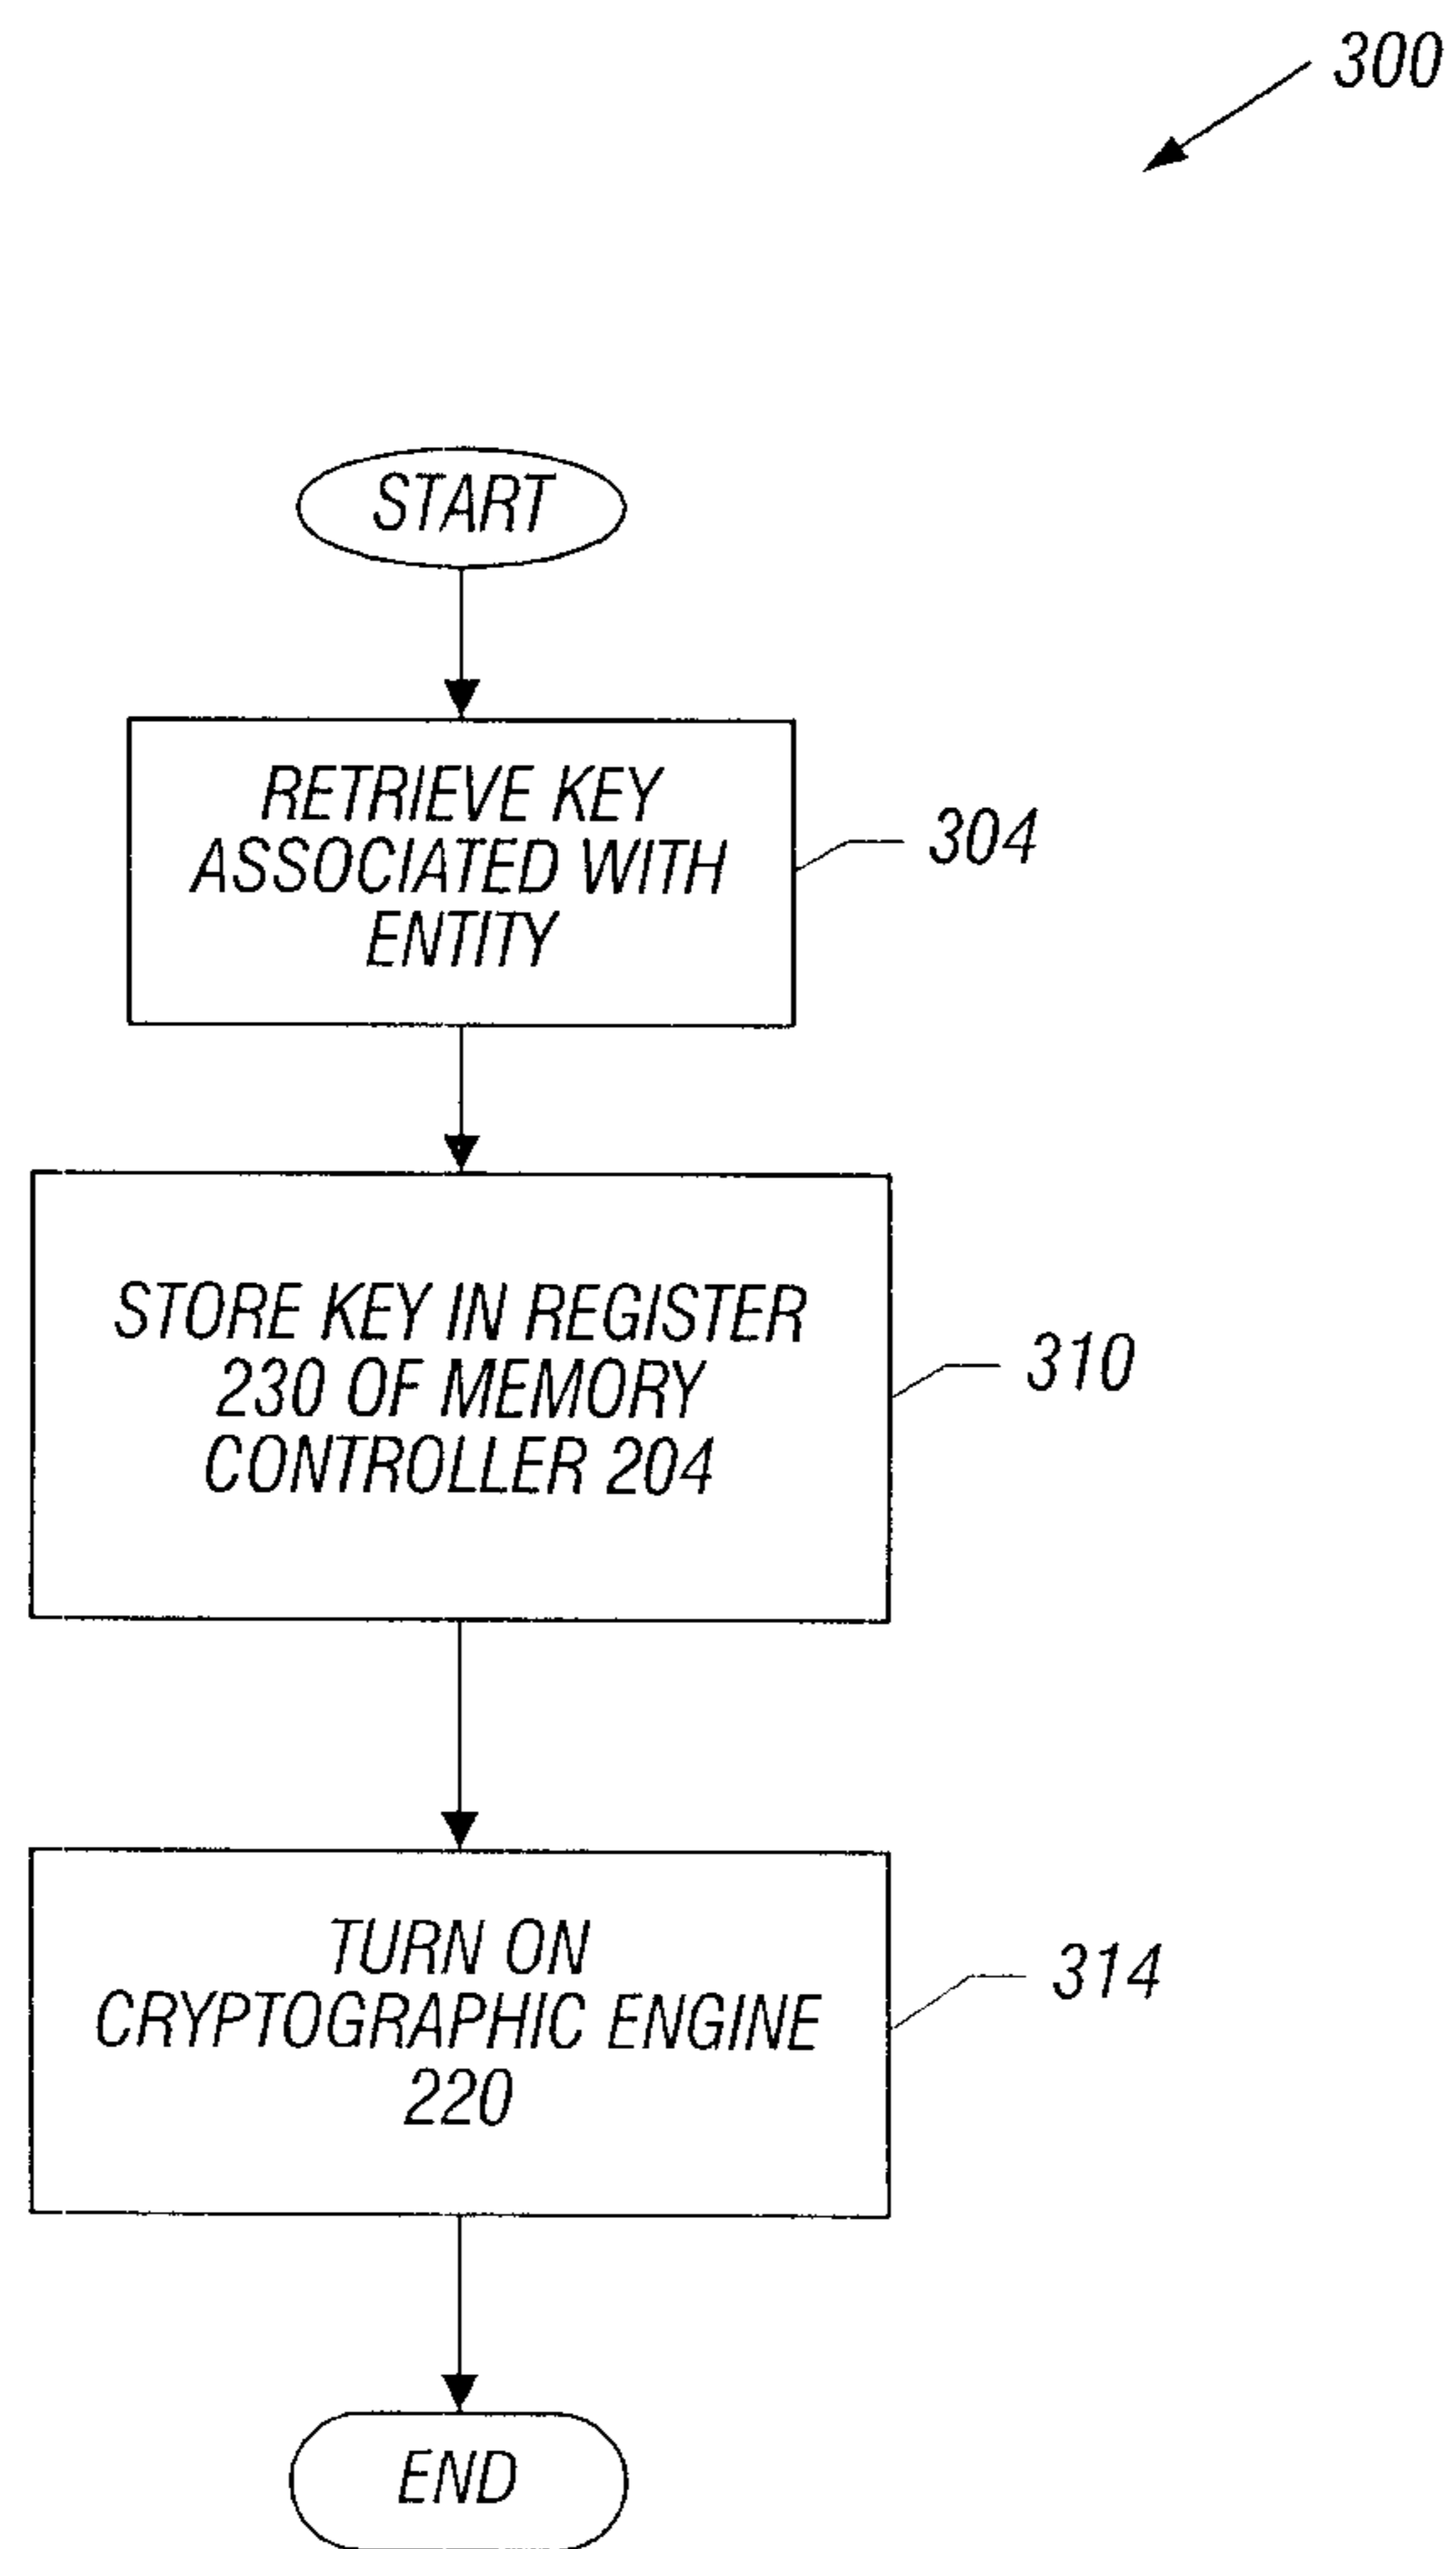 300
START
RETRIEVE KEY
ASSOCIATED WITH
ENTITY
304
STORE KEY IN REGISTER
230 OF MEMORY
CONTROLLER 204
310
TURN ON
CRYPTOGRAPHIC ENGINE
220
314
END